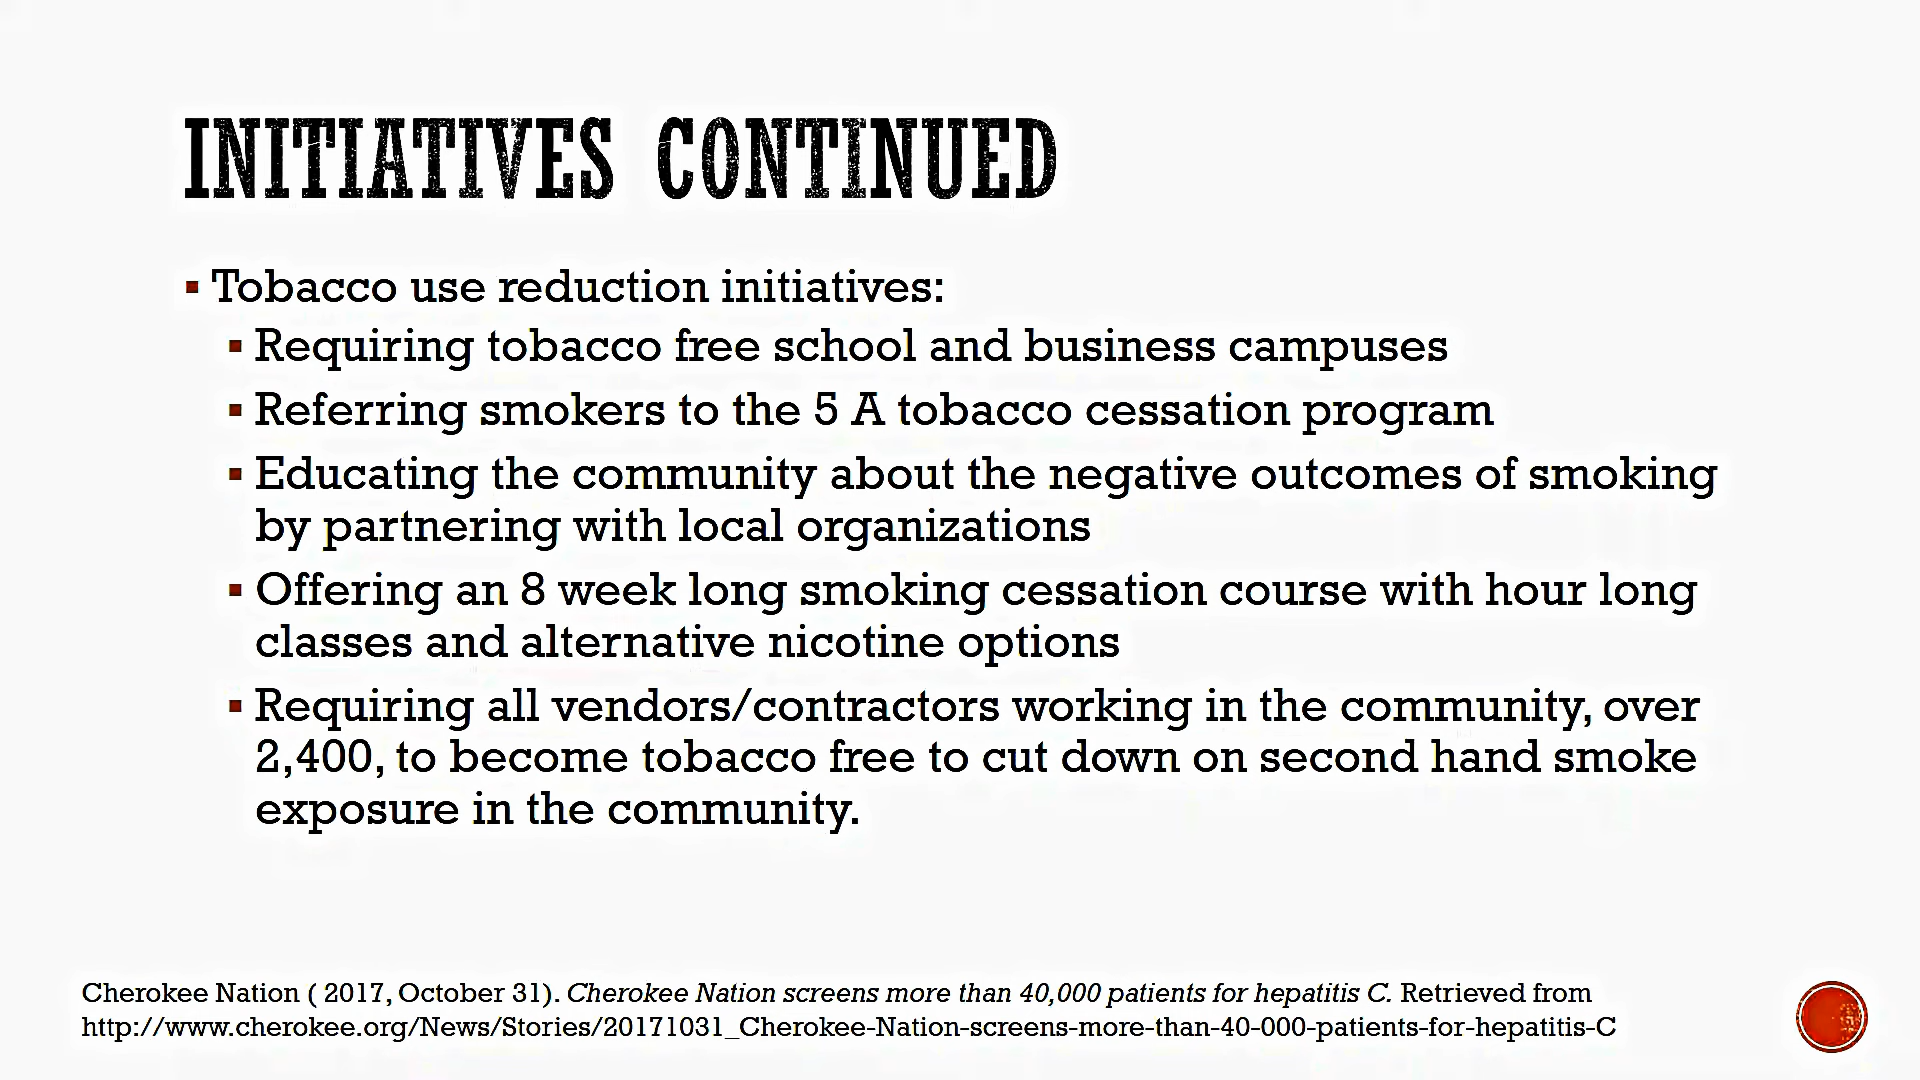 INITIATIVES CONTINUED
Tobacco use reduction initiatives:
Requiring tobacco free school and business campuses
Referring smokers to the 5 A tobacco cessation program
Educating the community about the negative outcomes of smoking
by partnering with local organizations
Offering an 8 week long smoking cessation course with hour long
classes and alternative nicotine options
Requiring all vendors/contractors working in the community, over
2,400, to become tobacco free to cut down on second hand smoke
exposure in the community.
Cherokee Nation ( 2017, October 31). Cherokee Nation screens more than 40,000 patients for hepatitis C. Retrieved from
http://www.cherokee.org/News/Stories/20171031_Cherokee-Nation-screens-more-than-40-000-patients-for-hepatitis-C